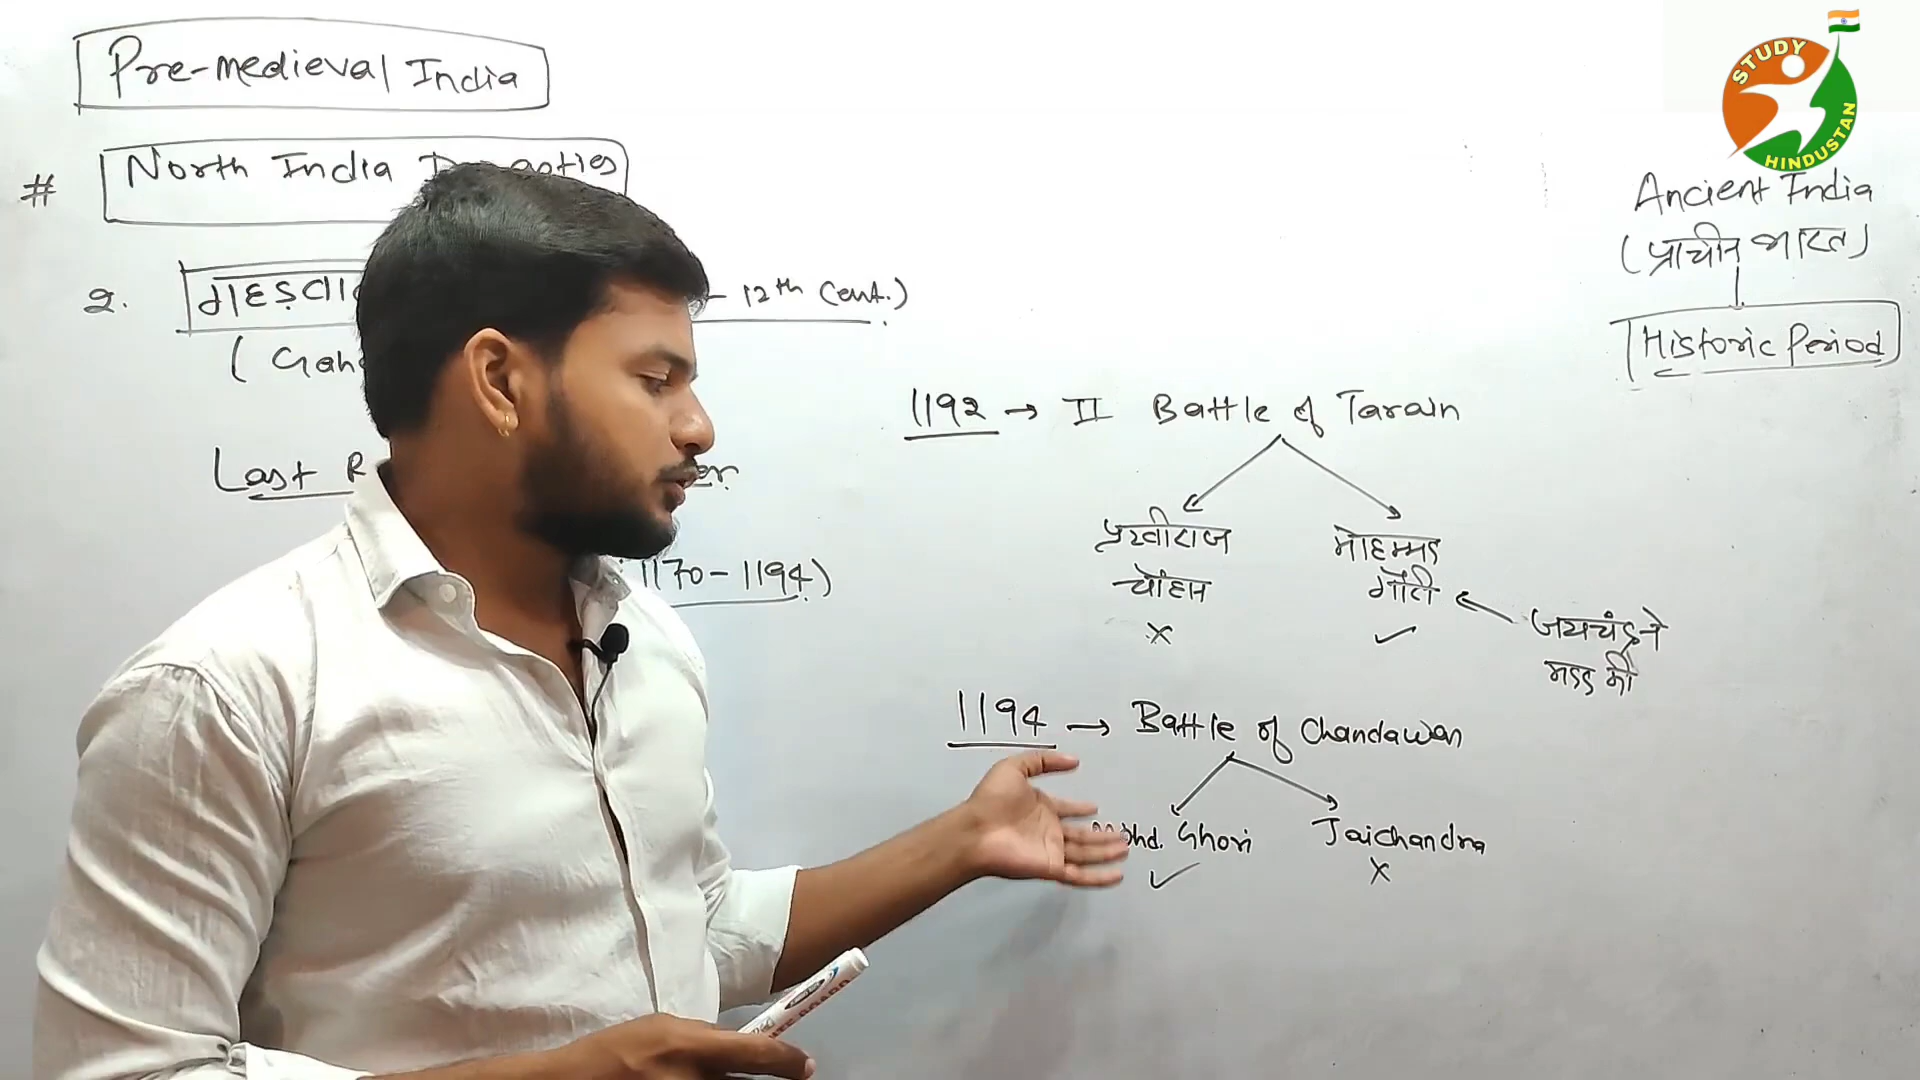 Pre-medieval India
# North India
2. गाहडवा
- 12th Cent.)
( Gah
Last R
(1170-1194)
1192 → II Battle of Tarain
पृथ्वीराज
चौहान
×
मोहम्मद
गौरी
✓
जयचंद्र ने
मदद की
1194 → Battle of Chandawan
Mohd. Ghori
✓
Jaichandra
×
STUDY
HINDUSTAN
Ancient India
(प्राचीन भारत)
Historic Period